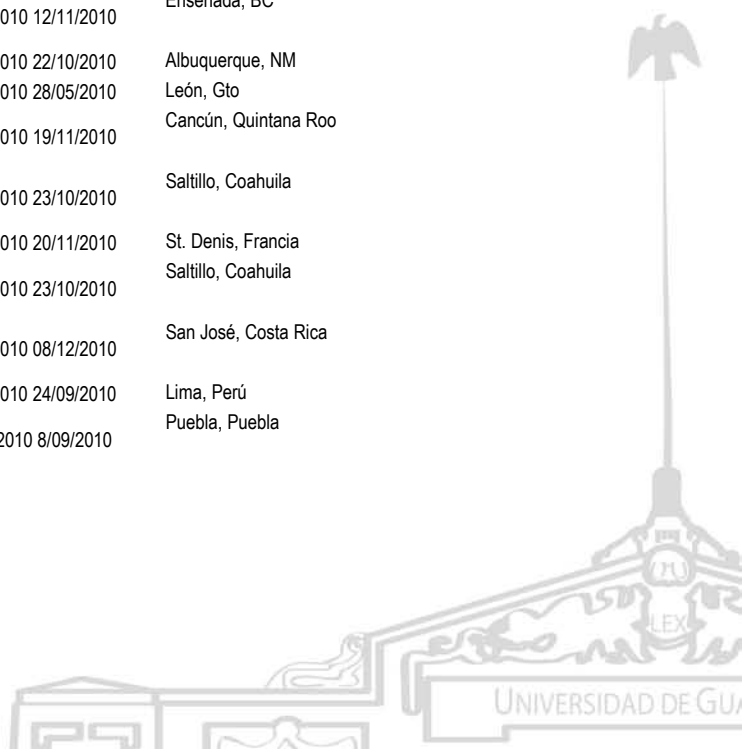 Ensenada, BC
010 12/11/2010
010 22/10/2010 Albuquerque, NM
010 28/05/2010 León, Gto
Cancún, Quintana Roo
010 19/11/2010
Saltillo, Coahuila
010 23/10/2010
010 20/11/2010 St. Denis, Francia
Saltillo, Coahuila
010 23/10/2010
San José, Costa Rica
010 08/12/2010
010 24/09/2010 Lima, Perú
Puebla, Puebla
2010 8/09/2010
LEX
UNIVERSIDAD DE GUA